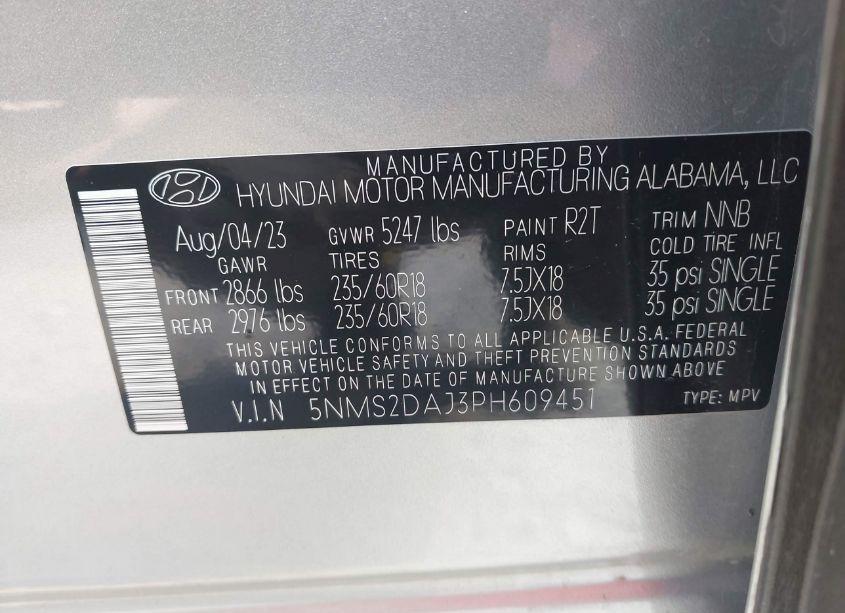 MANUFACTURED BY
HYUNDAI MOTOR MANUFACTURING ALABAMA, LLC
Aug/04/23 GVWR 5247 lbs PAINT R2T TRIM NNB
GAWR TIRES RIMS COLD TIRE INFL
FRONT 2866 lbs 235/60R18 7.5JX18 35 psi SINGLE
REAR 2976 lbs 235/60R18 7.5JX18 35 psi SINGLE
THIS VEHICLE CONFORMS TO ALL APPLICABLE U.S.A. FEDERAL
MOTOR VEHICLE SAFETY AND THEFT PREVENTION STANDARDS
IN EFFECT ON THE DATE OF MANUFACTURE SHOWN ABOVE
V.I.N 5NMS2DAJ3PH609451 TYPE: MPV